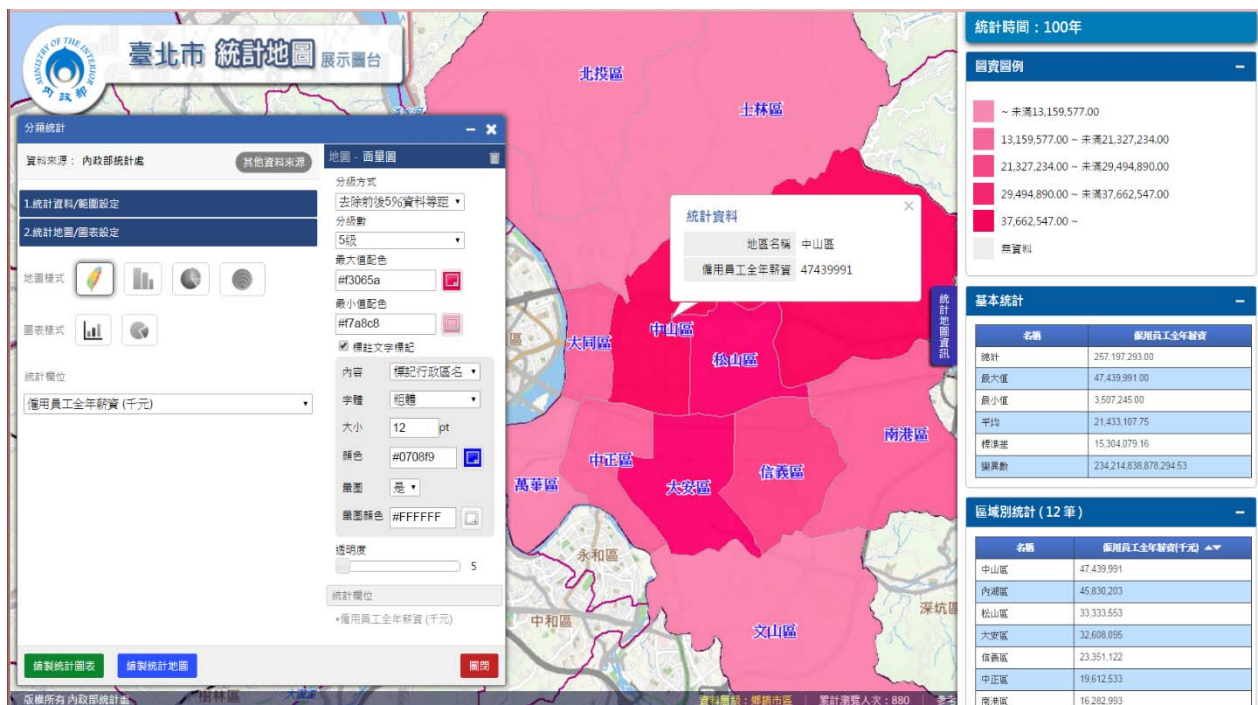 MINISTRY OF THE INTERIOR
內政部
臺北市 統計地圖 展示圖台
分類統計
資料來源： 內政部統計處
其他資料來源
1.統計資料/範圍設定
2.統計地圖/圖表設定
地圖樣式
圖表樣式
統計欄位
僱用員工全年薪資 (千元)
繪製統計圖表
繪製統計地圖
地圖 - 面量圖
分級方式
去除前後5%資料等距
分級數
5級
最大值配色
#f3065a
最小值配色
#f7a8c8
標註文字標記
內容 標記行政區名
字體 粗體
大小 12 pt
顏色 #0708f9
暈圈 是
暈圈顏色 #FFFFFF
透明度
5
統計欄位
•僱用員工全年薪資 (千元)
關閉
北投區
士林區
統計資料
地區名稱 中山區
僱用員工全年薪資 47439991
中山區
大同區
松山區
南港區
中正區
信義區
萬華區
大安區
永和區
中和區
文山區
深坑區
樹林區
區
統計地圖資訊
版權所有 內政部統計處
資料層級：鄉鎮市區
累計瀏覽人次：880
統計時間：100年
圖資圖例
~ 未滿13,159,577.00
13,159,577.00 ~ 未滿21,327,234.00
21,327,234.00 ~ 未滿29,494,890.00
29,494,890.00 ~ 未滿37,662,547.00
37,662,547.00 ~
無資料
基本統計
名稱 僱用員工全年薪資
總計 257,197,293.00
最大值 47,439,991.00
最小值 3,507,245.00
平均 21,433,107.75
標準差 15,304,079.16
變異數 234,214,838,878,294.53
區域別統計 ( 12 筆 )
名稱 僱用員工全年薪資(千元)
中山區 47,439,991
內湖區 45,830,203
松山區 33,333,553
大安區 32,608,095
信義區 23,351,122
中正區 19,612,533
南港區 16,282,993